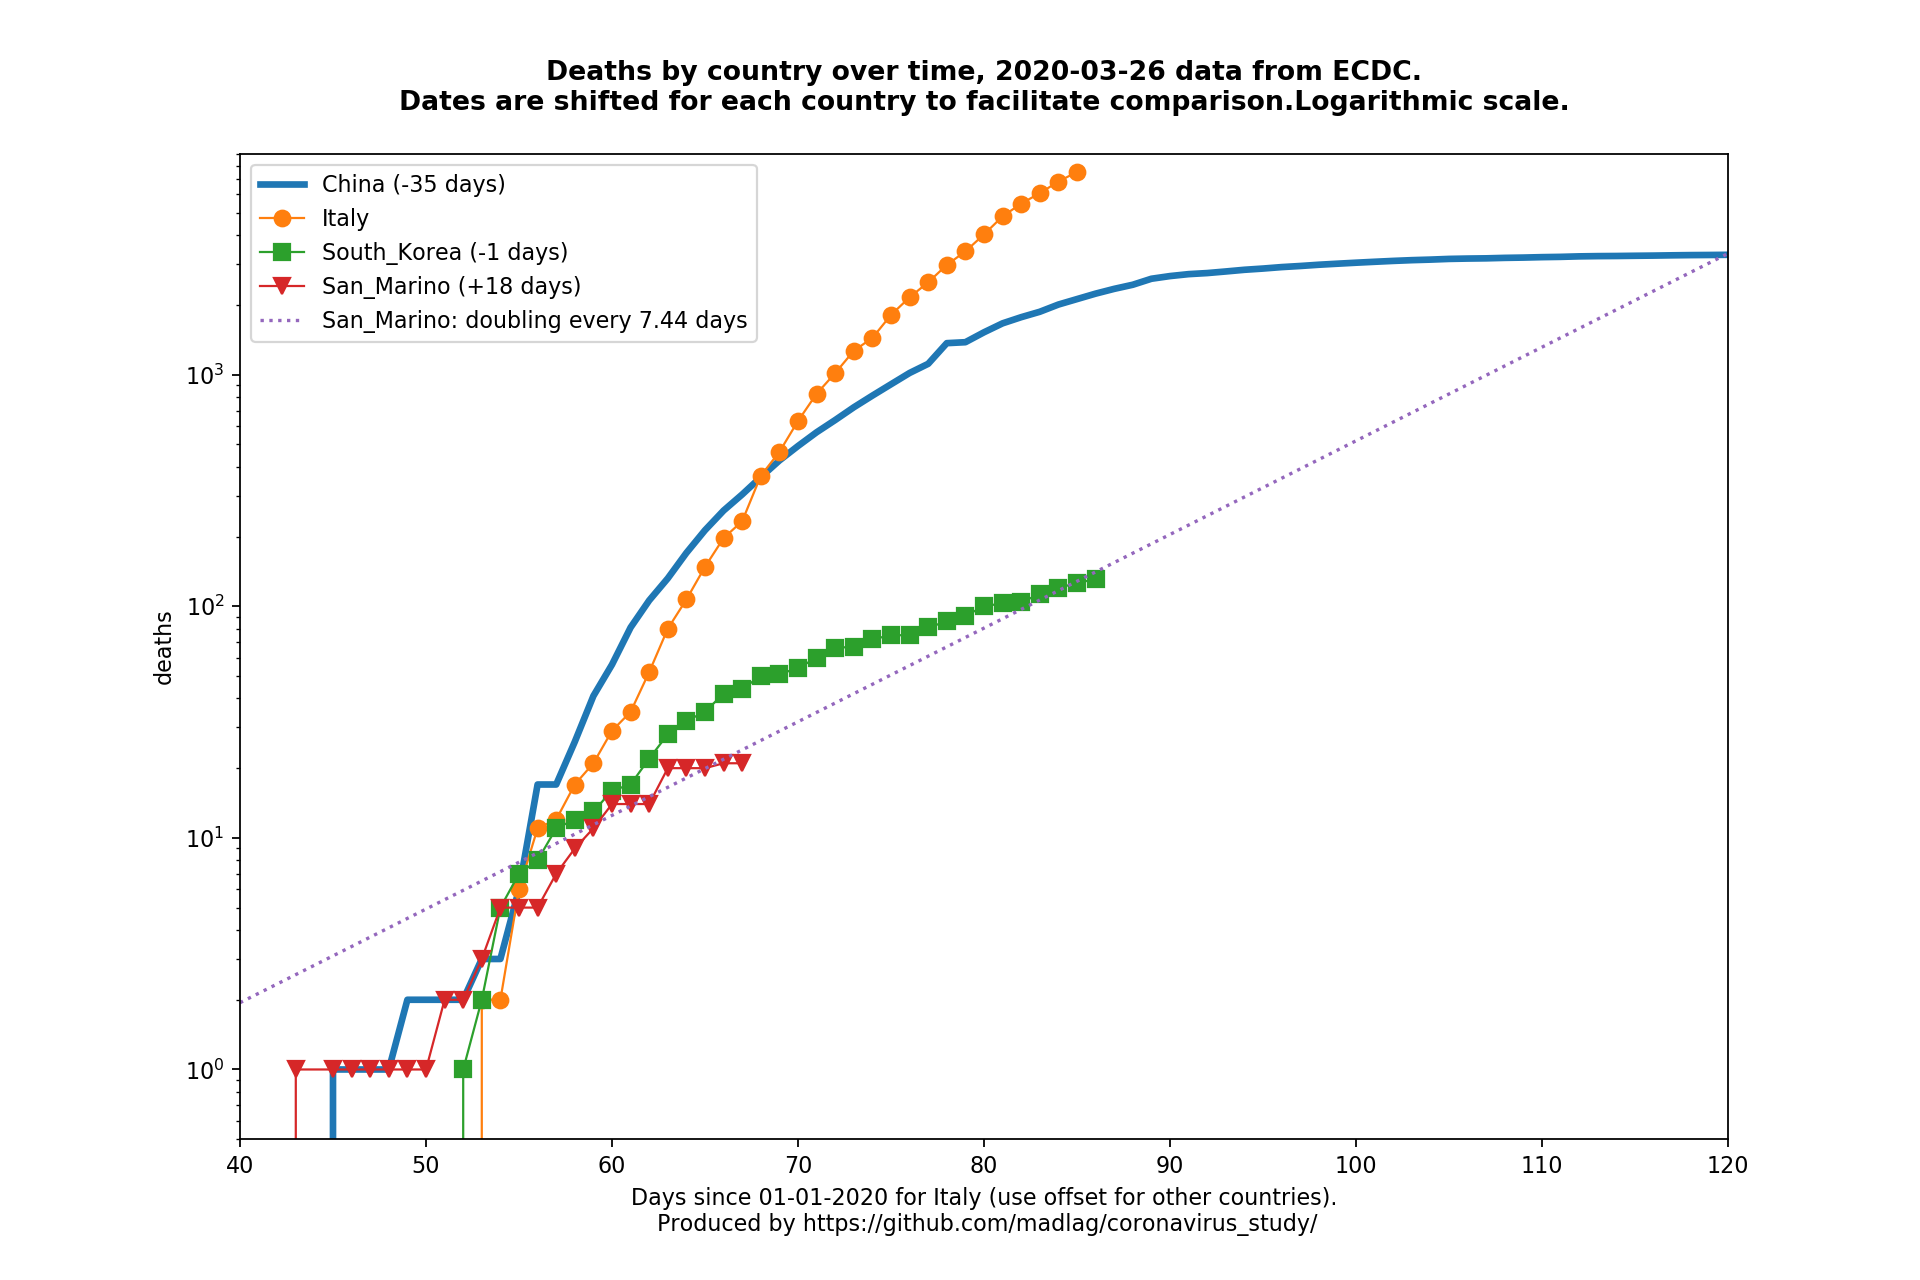 Deaths by country over time, 2020-03-26 data from ECDC.
Dates are shifted for each country to facilitate comparison.Logarithmic scale.
China (-35 days)
Italy
South_Korea (-1 days)
San_Marino (+18 days)
San_Marino: doubling every 7.44 days
10³
10²
10¹
10⁰
deaths
40 50 60 70 80 90 100 110 120
Days since 01-01-2020 for Italy (use offset for other countries).
Produced by https://github.com/madlag/coronavirus_study/